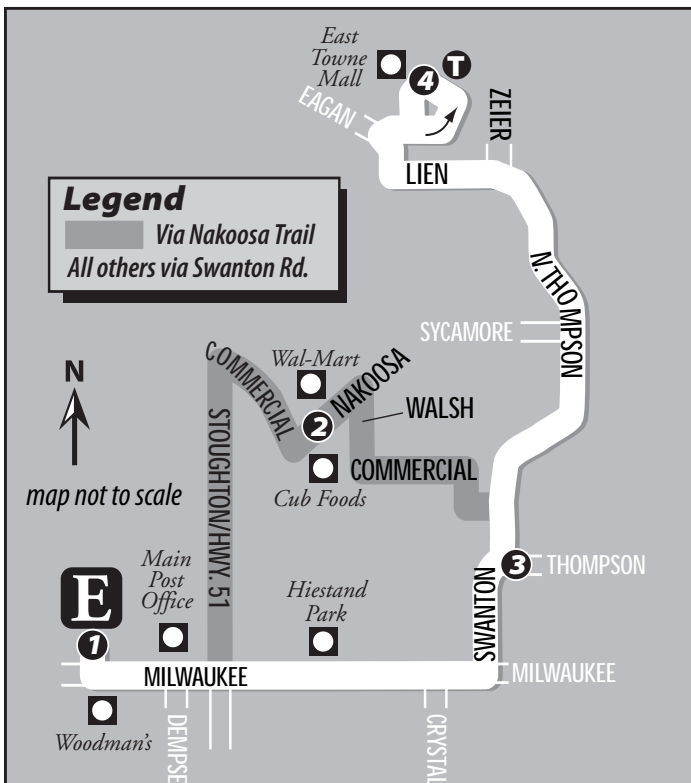 East
Towne
Mall
4
T
EAGAN
ZEIER
LIEN
Legend
Via Nakoosa Trail
All others via Swanton Rd.
N. THOMPSON
SYCAMORE
COMMERCIAL
Wal-Mart
NAKOOSA
N
WALSH
2
STOUGHTON/HWY. 51
COMMERCIAL
map not to scale
Cub Foods
Main
Post
Office
Hiestand
Park
3
THOMPSON
SWANTON
E
1
MILWAUKEE
MILWAUKEE
Woodman's
DEMPSE
CRYSTAL